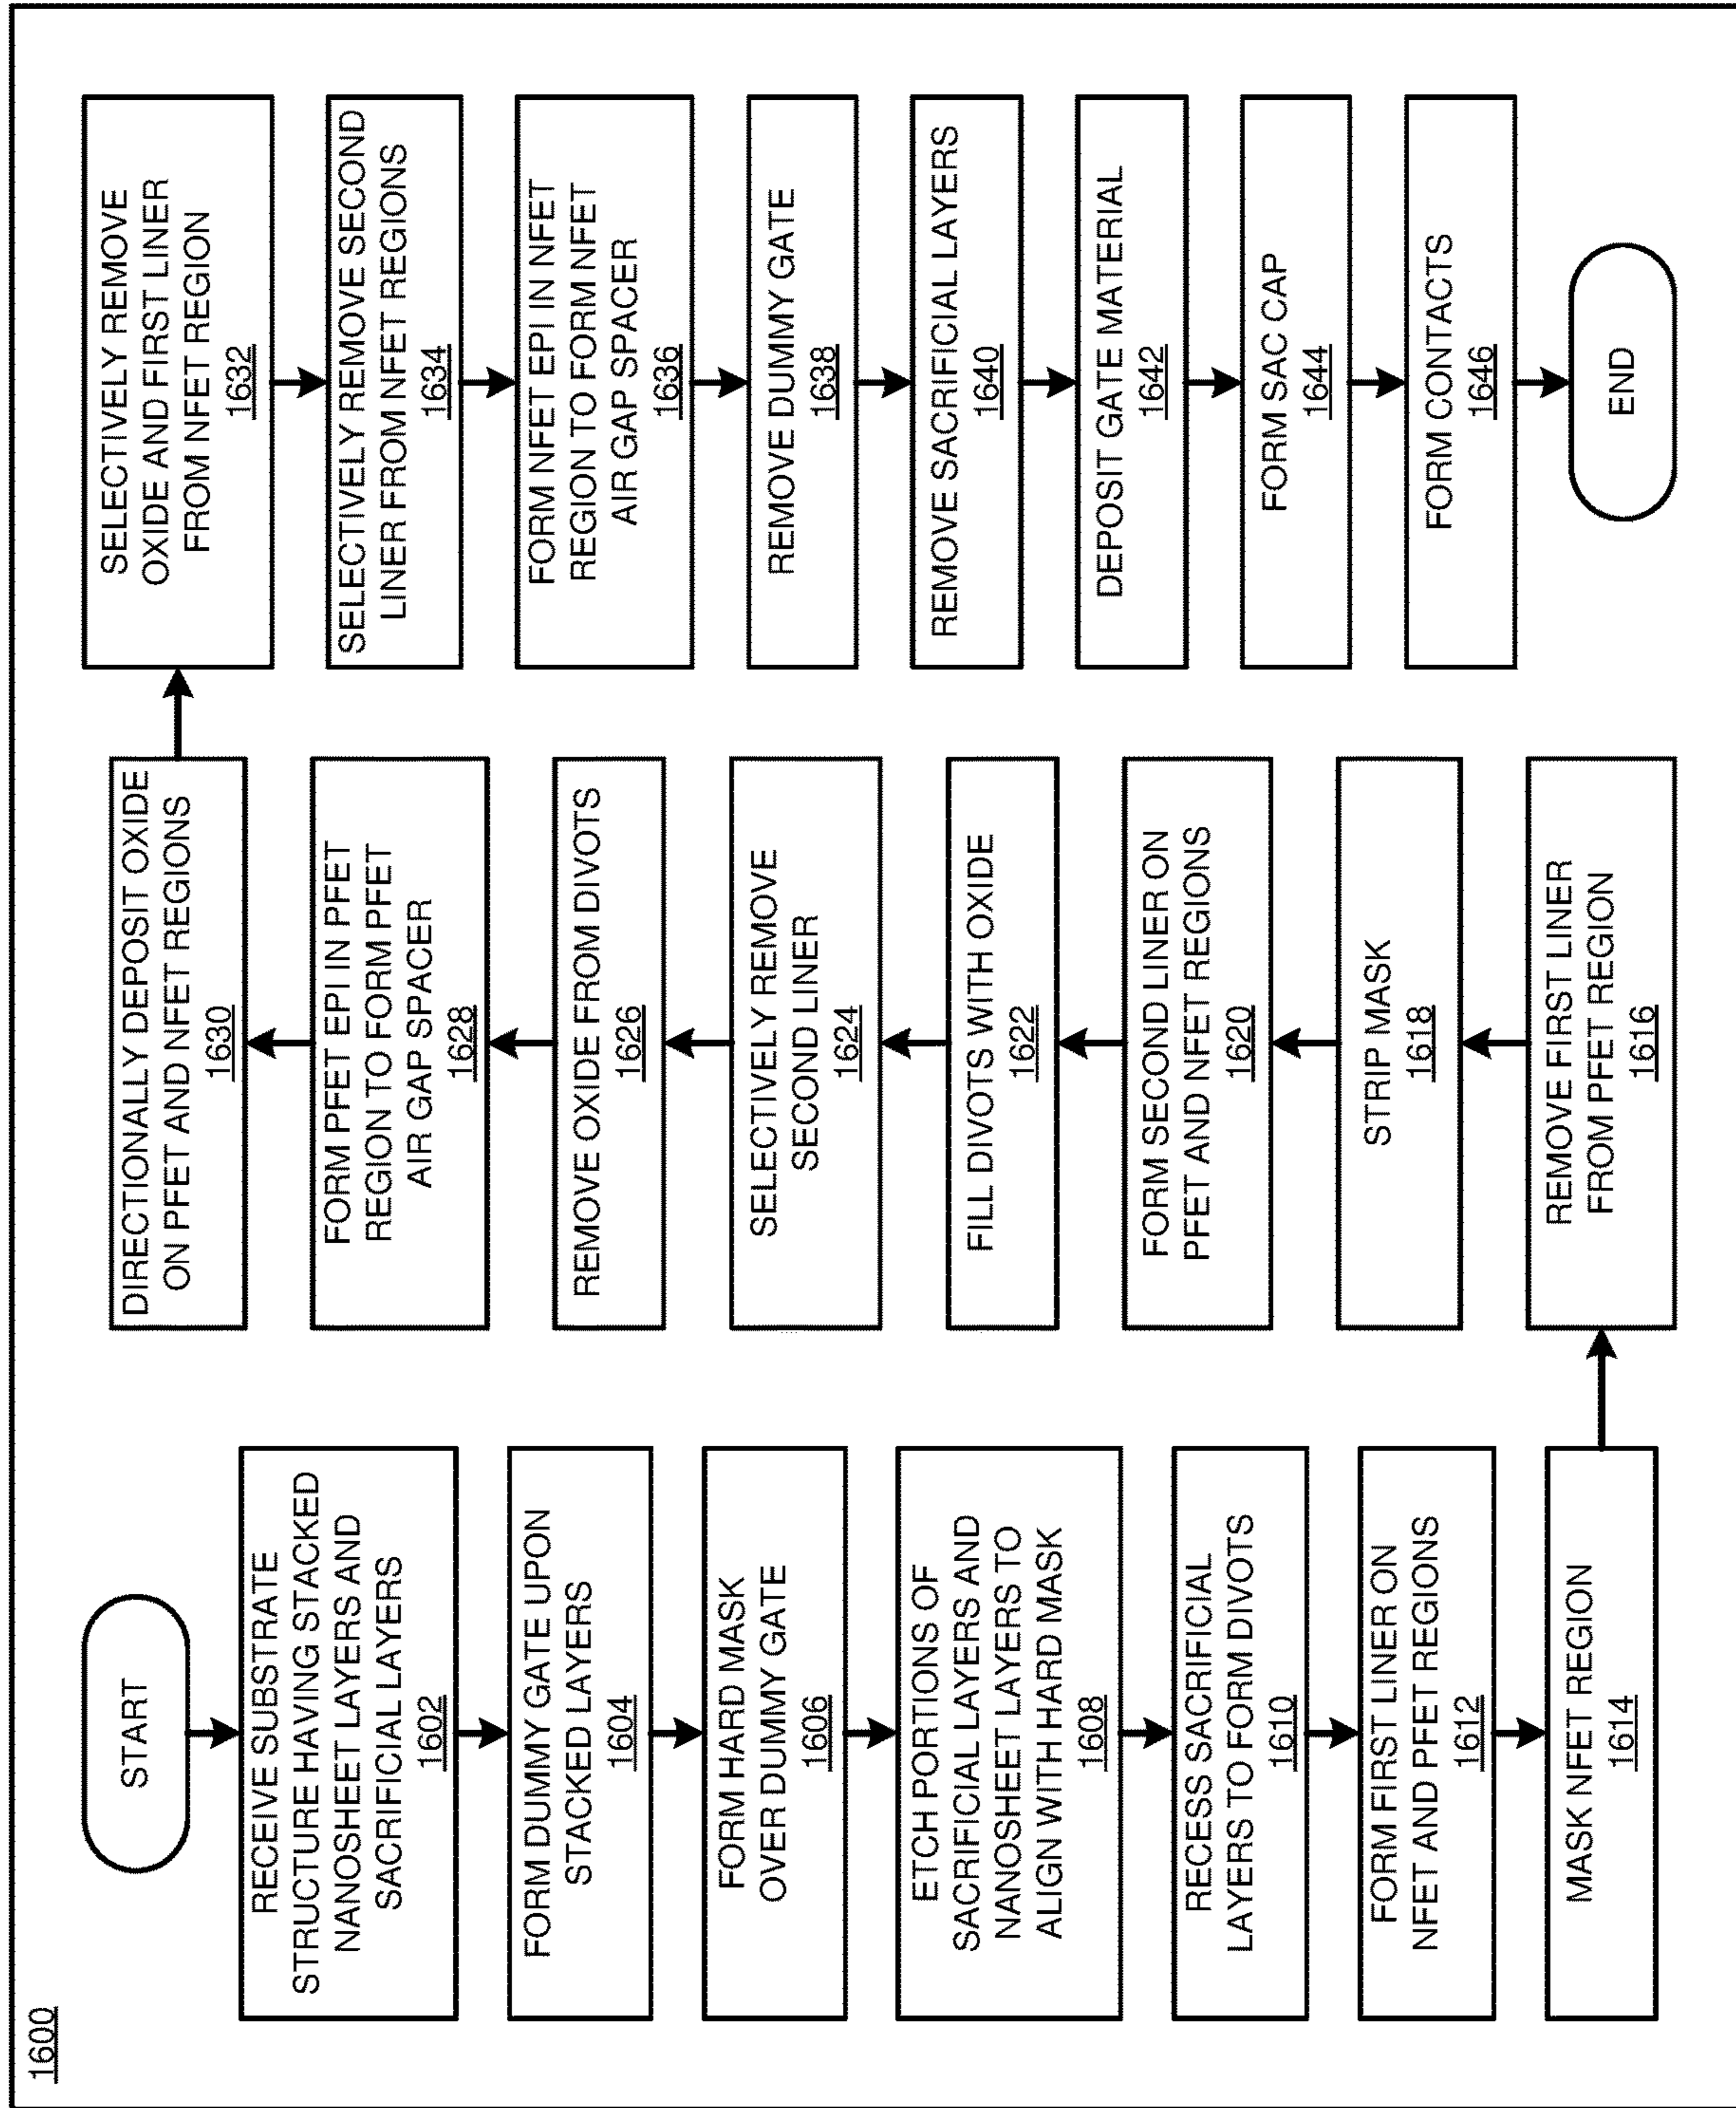 1600
START
RECEIVE SUBSTRATE
STRUCTURE HAVING STACKED
NANOSHEET LAYERS AND
SACRIFICIAL LAYERS
1602
FORM DUMMY GATE UPON
STACKED LAYERS
1604
FORM HARD MASK
OVER DUMMY GATE
1606
ETCH PORTIONS OF
SACRIFICIAL LAYERS AND
NANOSHEET LAYERS TO
ALIGN WITH HARD MASK
1608
RECESS SACRIFICIAL
LAYERS TO FORM DIVOTS
1610
FORM FIRST LINER ON
NFET AND PFET REGIONS
1612
MASK NFET REGION
1614
REMOVE FIRST LINER
FROM PFET REGION
1616
STRIP MASK
1618
FORM SECOND LINER ON
PFET AND NFET REGIONS
1620
FILL DIVOTS WITH OXIDE
1622
SELECTIVELY REMOVE
SECOND LINER
1624
REMOVE OXIDE FROM DIVOTS
1626
FORM PFET EPI IN PFET
REGION TO FORM PFET
AIR GAP SPACER
1628
DIRECTIONALLY DEPOSIT OXIDE
ON PFET AND NFET REGIONS
1630
SELECTIVELY REMOVE
OXIDE AND FIRST LINER
FROM NFET REGION
1632
SELECTIVELY REMOVE SECOND
LINER FROM NFET REGIONS
1634
FORM NFET EPI IN NFET
REGION TO FORM NFET
AIR GAP SPACER
1636
REMOVE DUMMY GATE
1638
REMOVE SACRIFICIAL LAYERS
1640
DEPOSIT GATE MATERIAL
1642
FORM SAC CAP
1644
FORM CONTACTS
1646
END